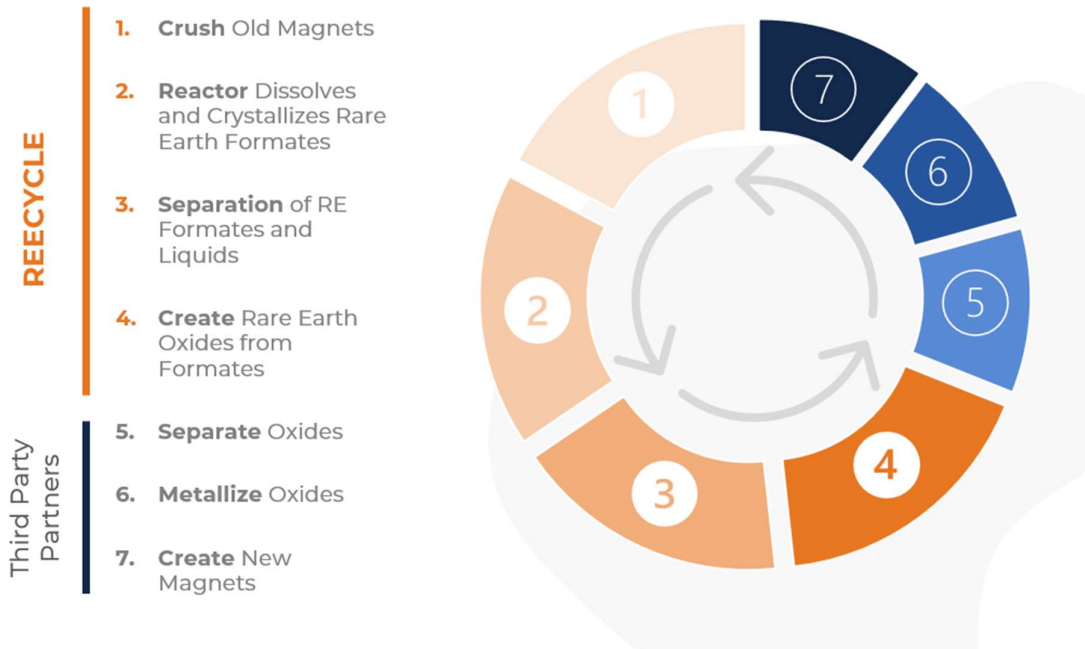 REECYCLE
1. Crush Old Magnets
2. Reactor Dissolves
and Crystallizes Rare
Earth Formates
3. Separation of RE
Formates and
Liquids
4. Create Rare Earth
Oxides from
Formates
Third Party
Partners
5. Separate Oxides
6. Metallize Oxides
7. Create New
Magnets
1
2
3
4
5
6
7